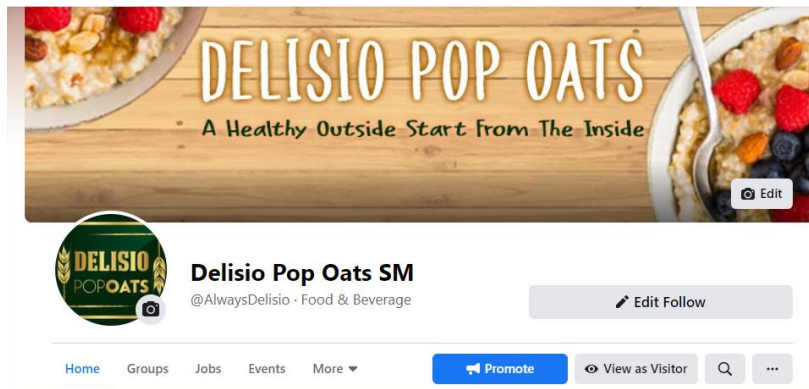 DELISIO POP OATS
A Healthy Outside Start From The Inside
Edit
DELISIO
POPOATS
Delisio Pop Oats SM
@AlwaysDelisio · Food & Beverage
Edit Follow
Home Groups Jobs Events More Promote View as Visitor